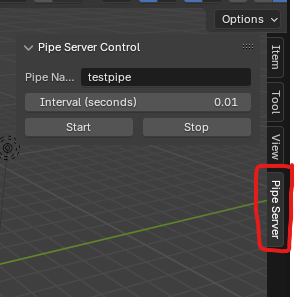 Options
Pipe Server Control
Pipe Na...
testpipe
Interval (seconds) 0.01
Start
Stop
Item
Tool
View
Pipe Server